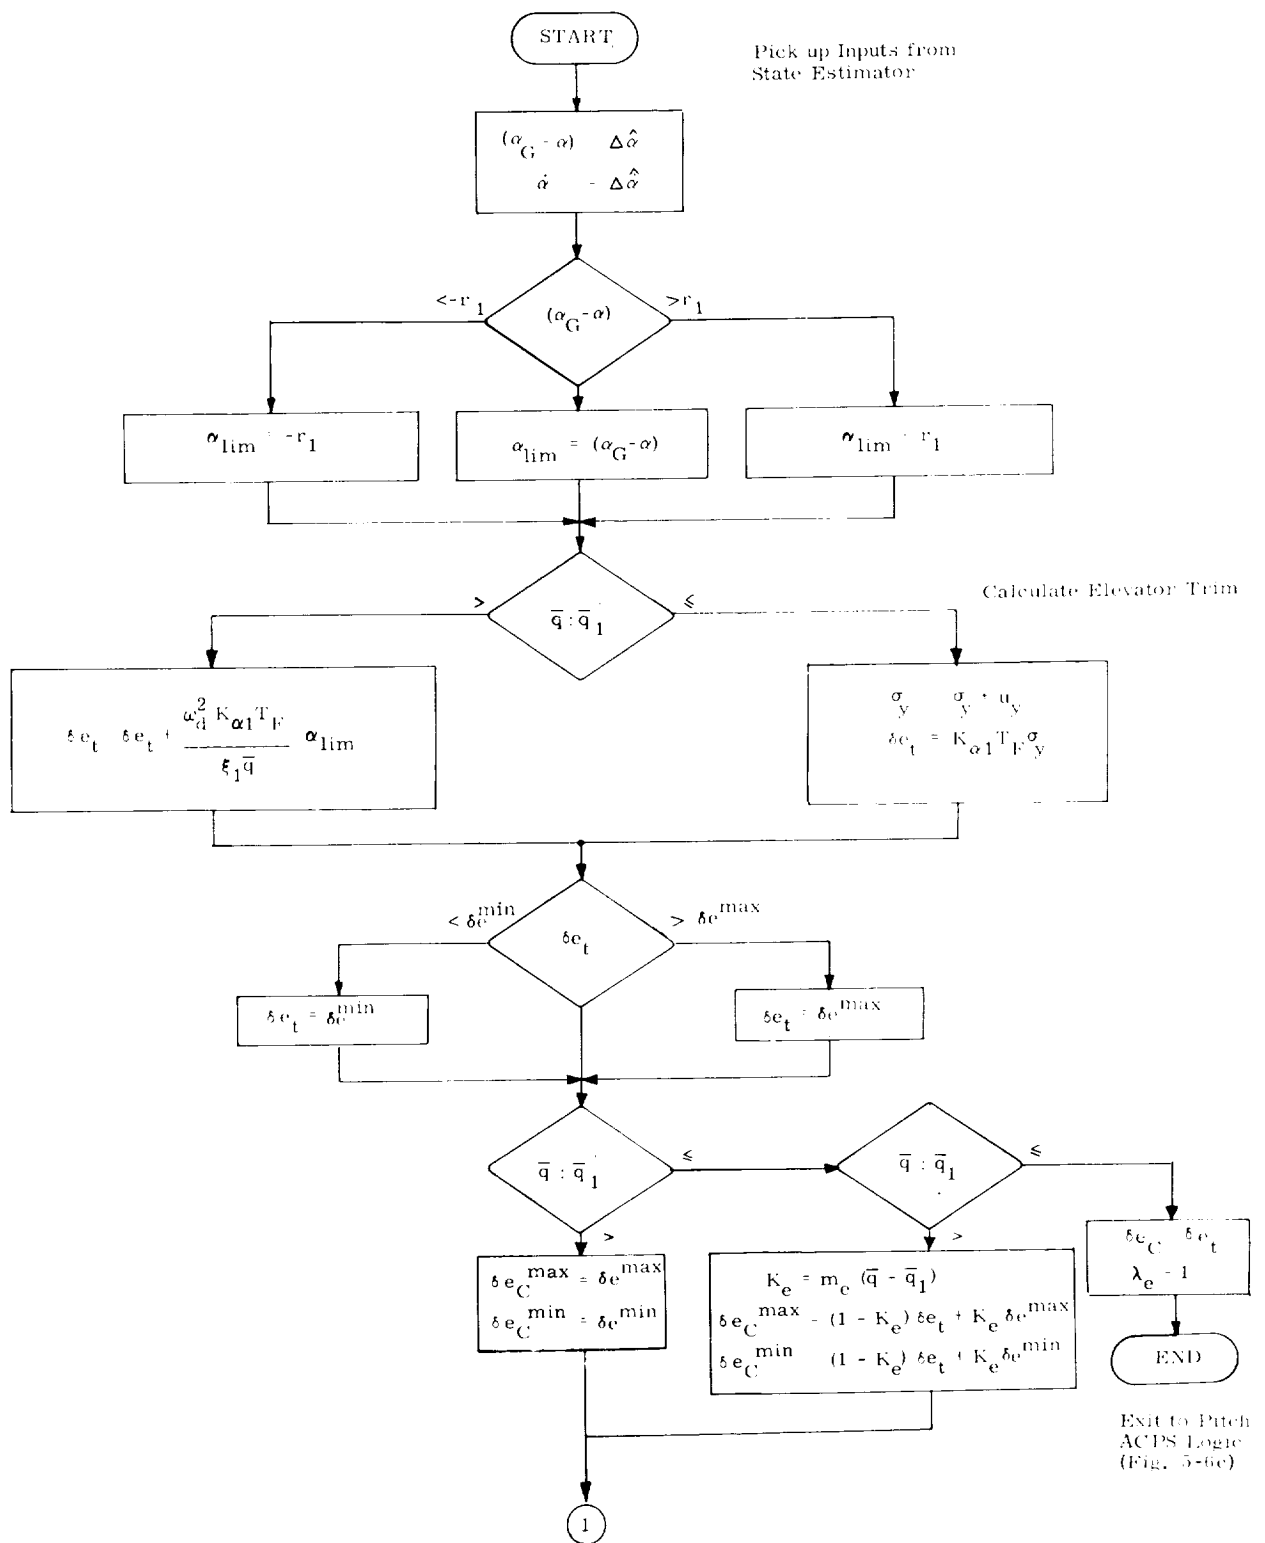 START
Pick up Inputs from
State Estimator
(α_G - α) Δα̂
α̇ - Δα̂
<-r_1
(α_G-α)
>r_1
α_lim = -r_1
α_lim = (α_G-α)
α_lim - r_1
>
q̅ : q̅_1'
≤
Calculate Elevator Trim
δe_t δe_t + ω_d^2 K_α1 T_F / ξ_1 q̅ α_lim
σ_y σ_y + u_y
δe_t = K_α1 T_F σ_y
< δe^min
δe_t
> δe^max
δe_t = δe^min
δe_t = δe^max
q̅ : q̅_1'
≤
q̅ : q̅_1
≤
>
>
δe_C^max = δe^max
δe_C^min = δe^min
K_e = m_e (q̅ - q̅_1)
δe_C^max - (1 - K_e) δe_t + K_e δe^max
δe_C^min (1 - K_e) δe_t + K_e δe^min
δe_C δe_t
λ_e - 1
END
Exit to Pitch
ACPS Logic
(Fig. 5-6c)
1